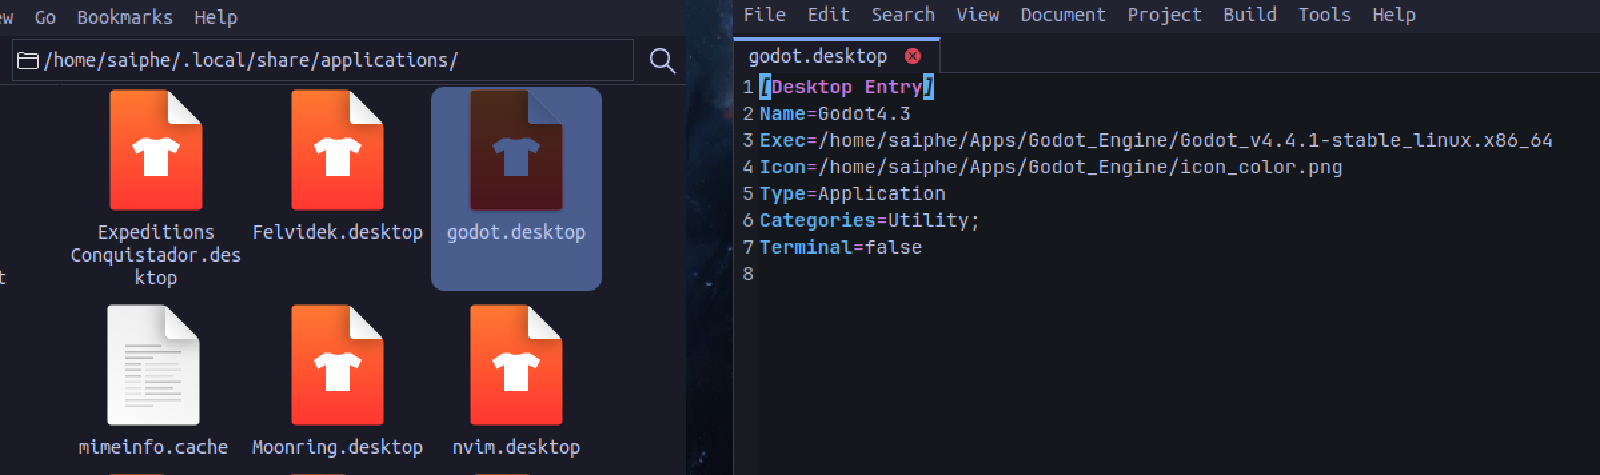 Go Bookmarks Help
/home/saiphe/.local/share/applications/
Expeditions
Conquistador.des
ktop
Felvidek.desktop
godot.desktop
mimeinfo.cache
Moonring.desktop
nvim.desktop
File Edit Search View Document Project Build Tools Help
godot.desktop
1 [Desktop Entry]
2 Name=Godot4.3
3 Exec=/home/saiphe/Apps/Godot_Engine/Godot_v4.4.1-stable_linux.x86_64
4 Icon=/home/saiphe/Apps/Godot_Engine/icon_color.png
5 Type=Application
6 Categories=Utility;
7 Terminal=false
8